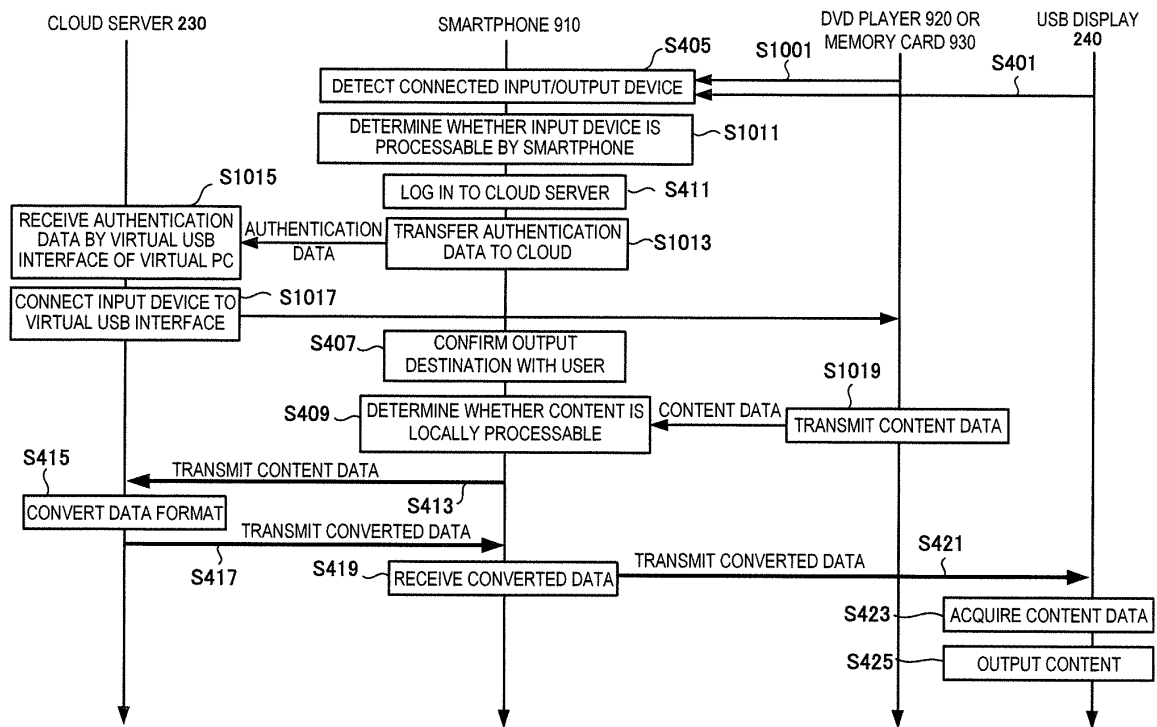 CLOUD SERVER 230
SMARTPHONE 910
DVD PLAYER 920 OR
MEMORY CARD 930
USB DISPLAY
240
S405
S1001
S401
DETECT CONNECTED INPUT/OUTPUT DEVICE
DETERMINE WHETHER INPUT DEVICE IS
PROCESSABLE BY SMARTPHONE
S1011
S1015
LOG IN TO CLOUD SERVER
S411
RECEIVE AUTHENTICATION
DATA BY VIRTUAL USB
INTERFACE OF VIRTUAL PC
AUTHENTICATION
DATA
TRANSFER AUTHENTICATION
DATA TO CLOUD
S1013
CONNECT INPUT DEVICE TO
VIRTUAL USB INTERFACE
S1017
S407
CONFIRM OUTPUT
DESTINATION WITH USER
S1019
S409
DETERMINE WHETHER CONTENT IS
LOCALLY PROCESSABLE
CONTENT DATA
TRANSMIT CONTENT DATA
S415
TRANSMIT CONTENT DATA
S413
CONVERT DATA FORMAT
TRANSMIT CONVERTED DATA
S417
S419
RECEIVE CONVERTED DATA
TRANSMIT CONVERTED DATA
S421
S423
ACQUIRE CONTENT DATA
S425
OUTPUT CONTENT